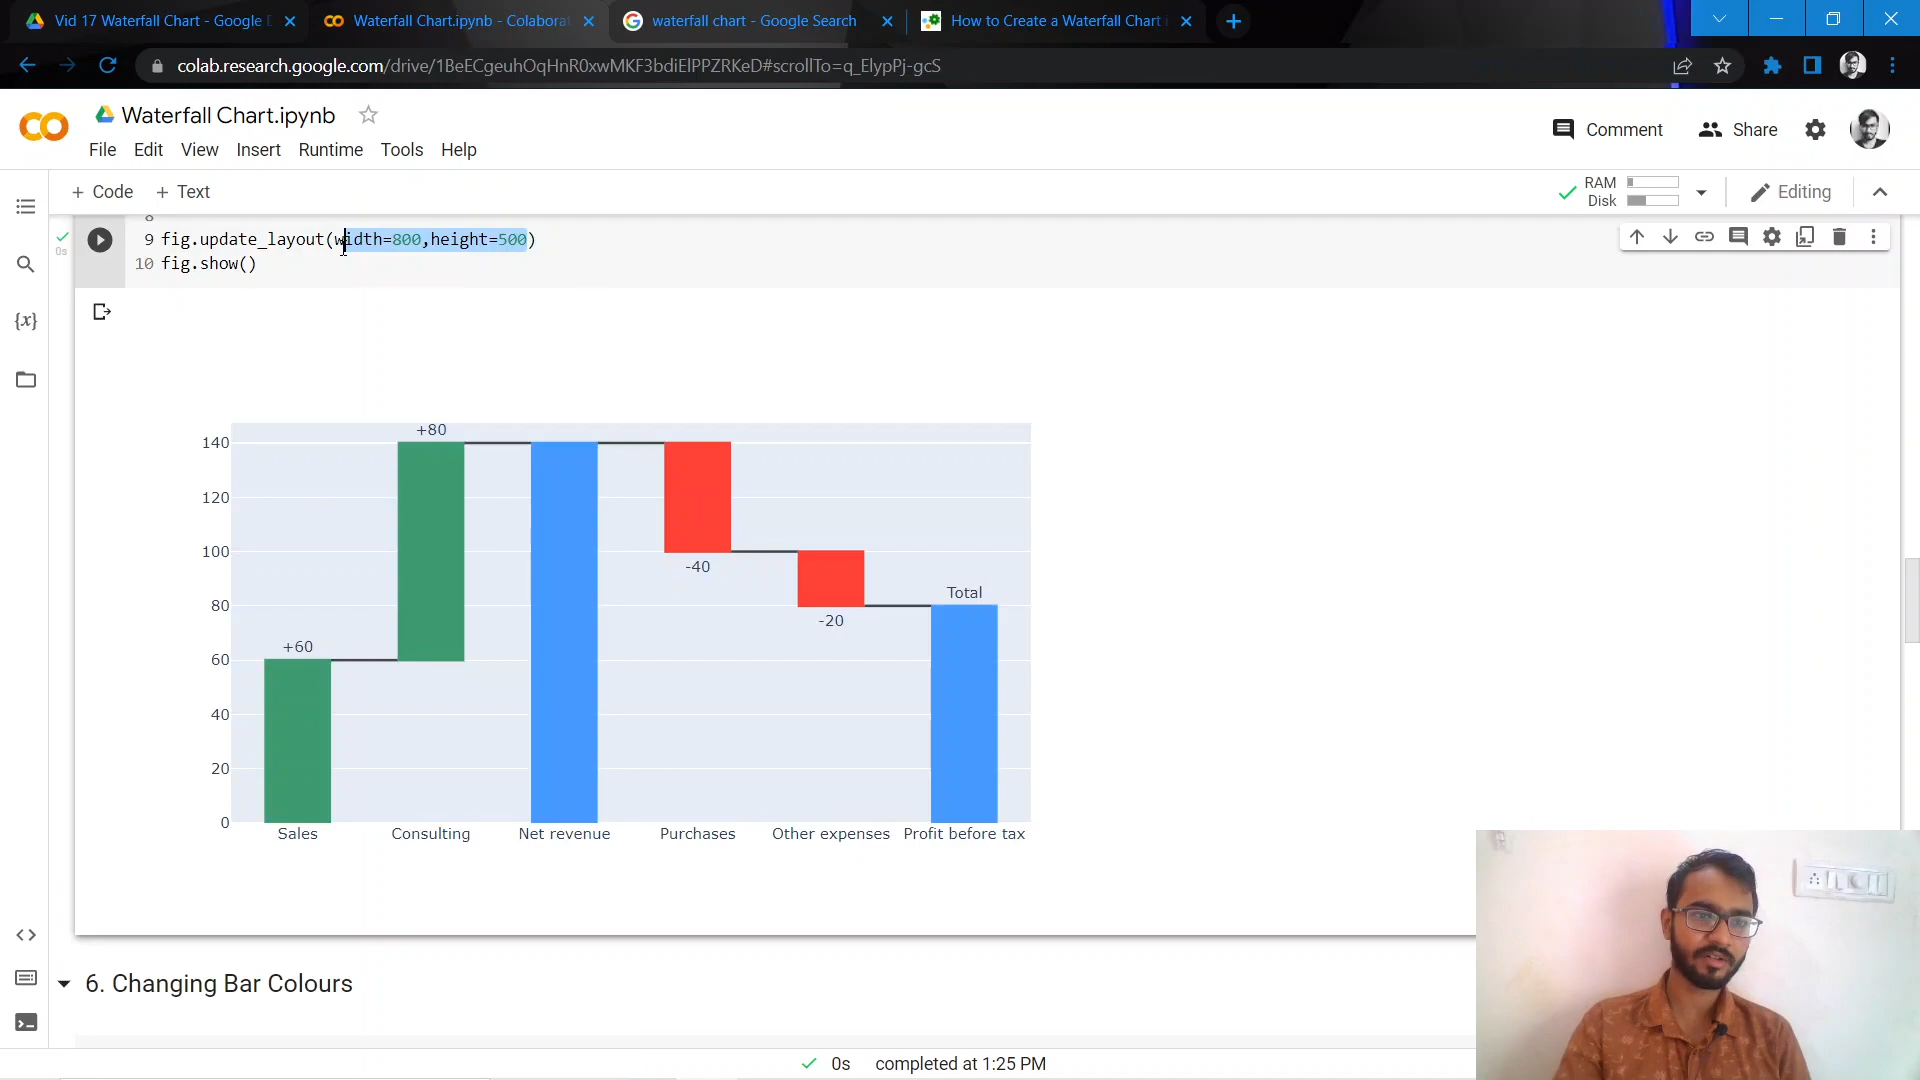 Vid 17 Waterfall Chart - Google D
Waterfall Chart.ipynb - Colaborat
waterfall chart - Google Search
How to Create a Waterfall Chart i
colab.research.google.com/drive/1BeECgeuhOqHnR0xwMKF3bdiElPPZRKeD#scrollTo=q_ElypPj-gcS
Waterfall Chart.ipynb
Comment
Share
File Edit View Insert Runtime Tools Help
+ Code + Text
RAM
Disk
Editing
8
9 fig.update_layout(width=800,height=500)
0s
10 fig.show()
{x}
+80
140
120
100
-40
80
Total
-20
+60
60
40
20
0
Sales Consulting Net revenue Purchases Other expenses Profit before tax
6. Changing Bar Colours
0s completed at 1:25 PM